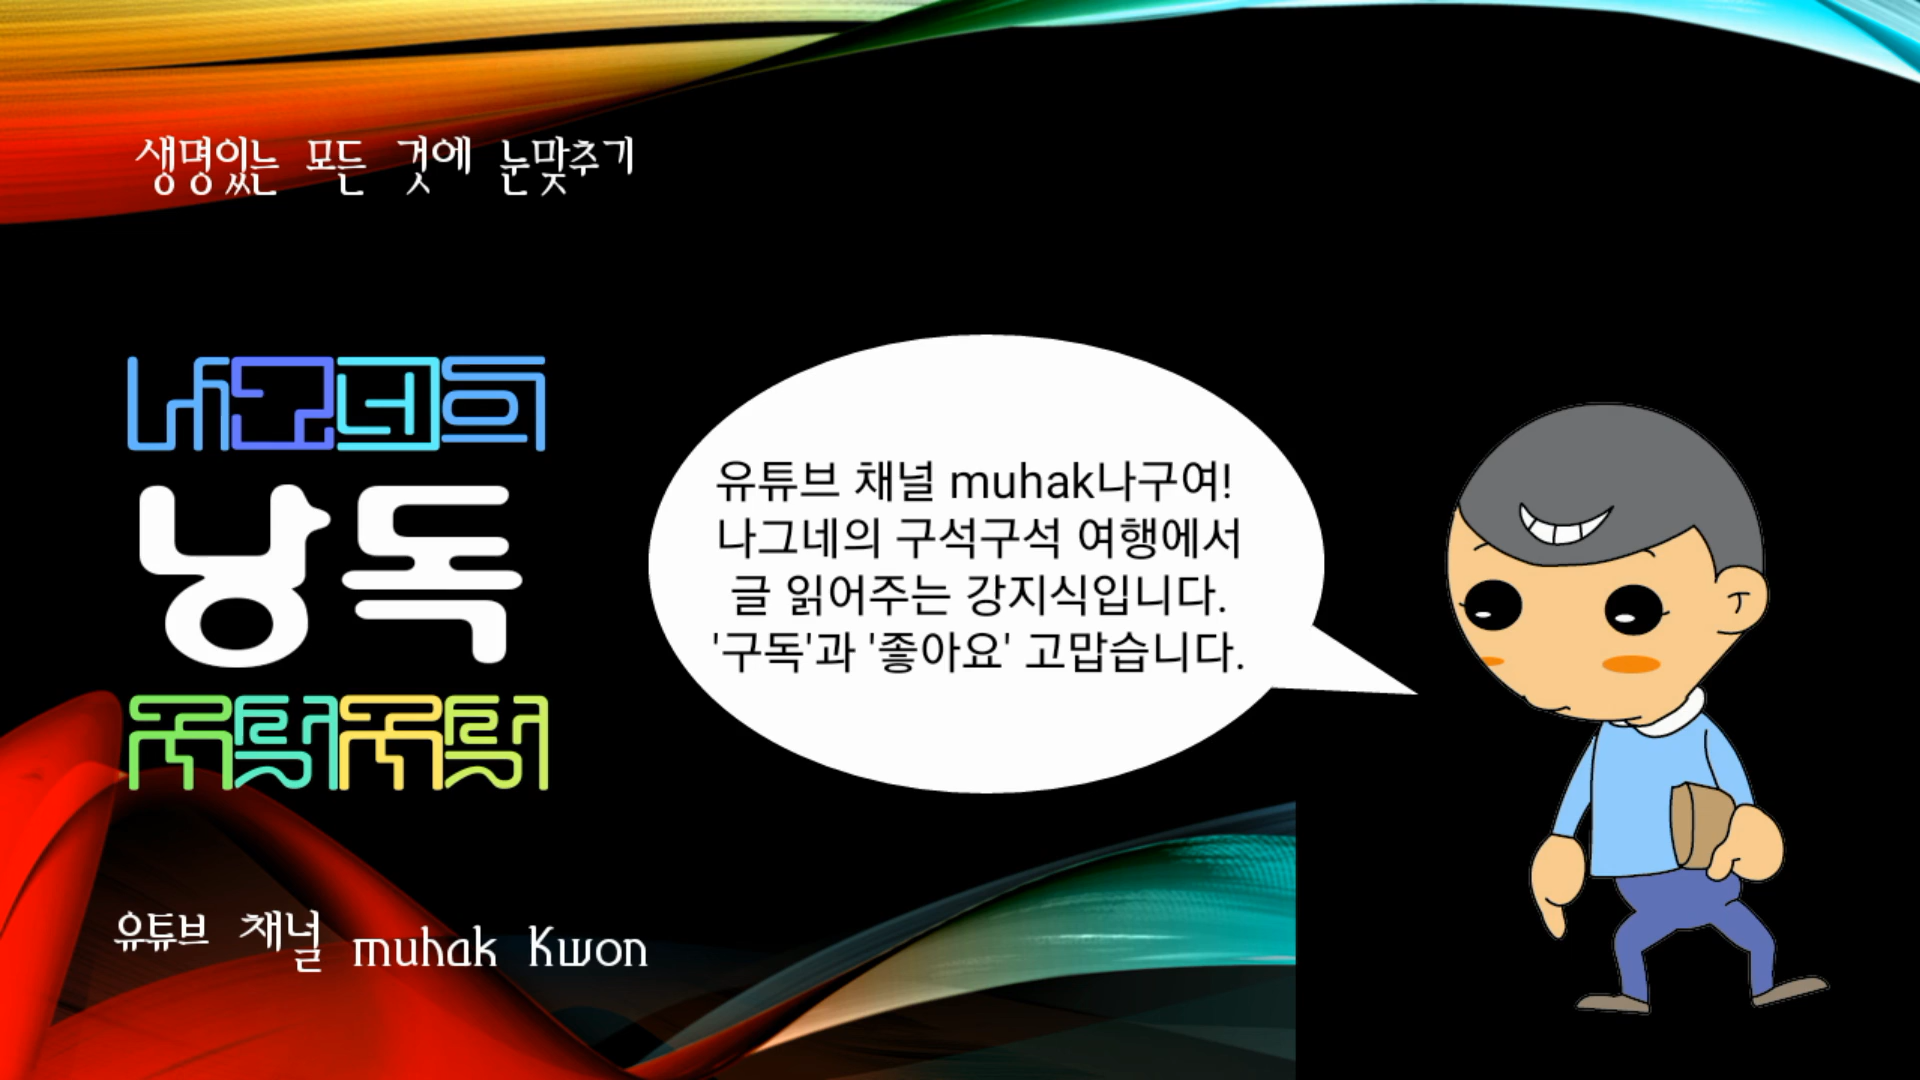 생명있는 모든 것에 눈맞추기
나그네의
낭독
구석구석
유튜브 채널 muhak나구여!
나그네의 구석구석 여행에서
글 읽어주는 강지식입니다.
'구독'과 '좋아요' 고맙습니다.
유튜브 채널 muhak Kwon